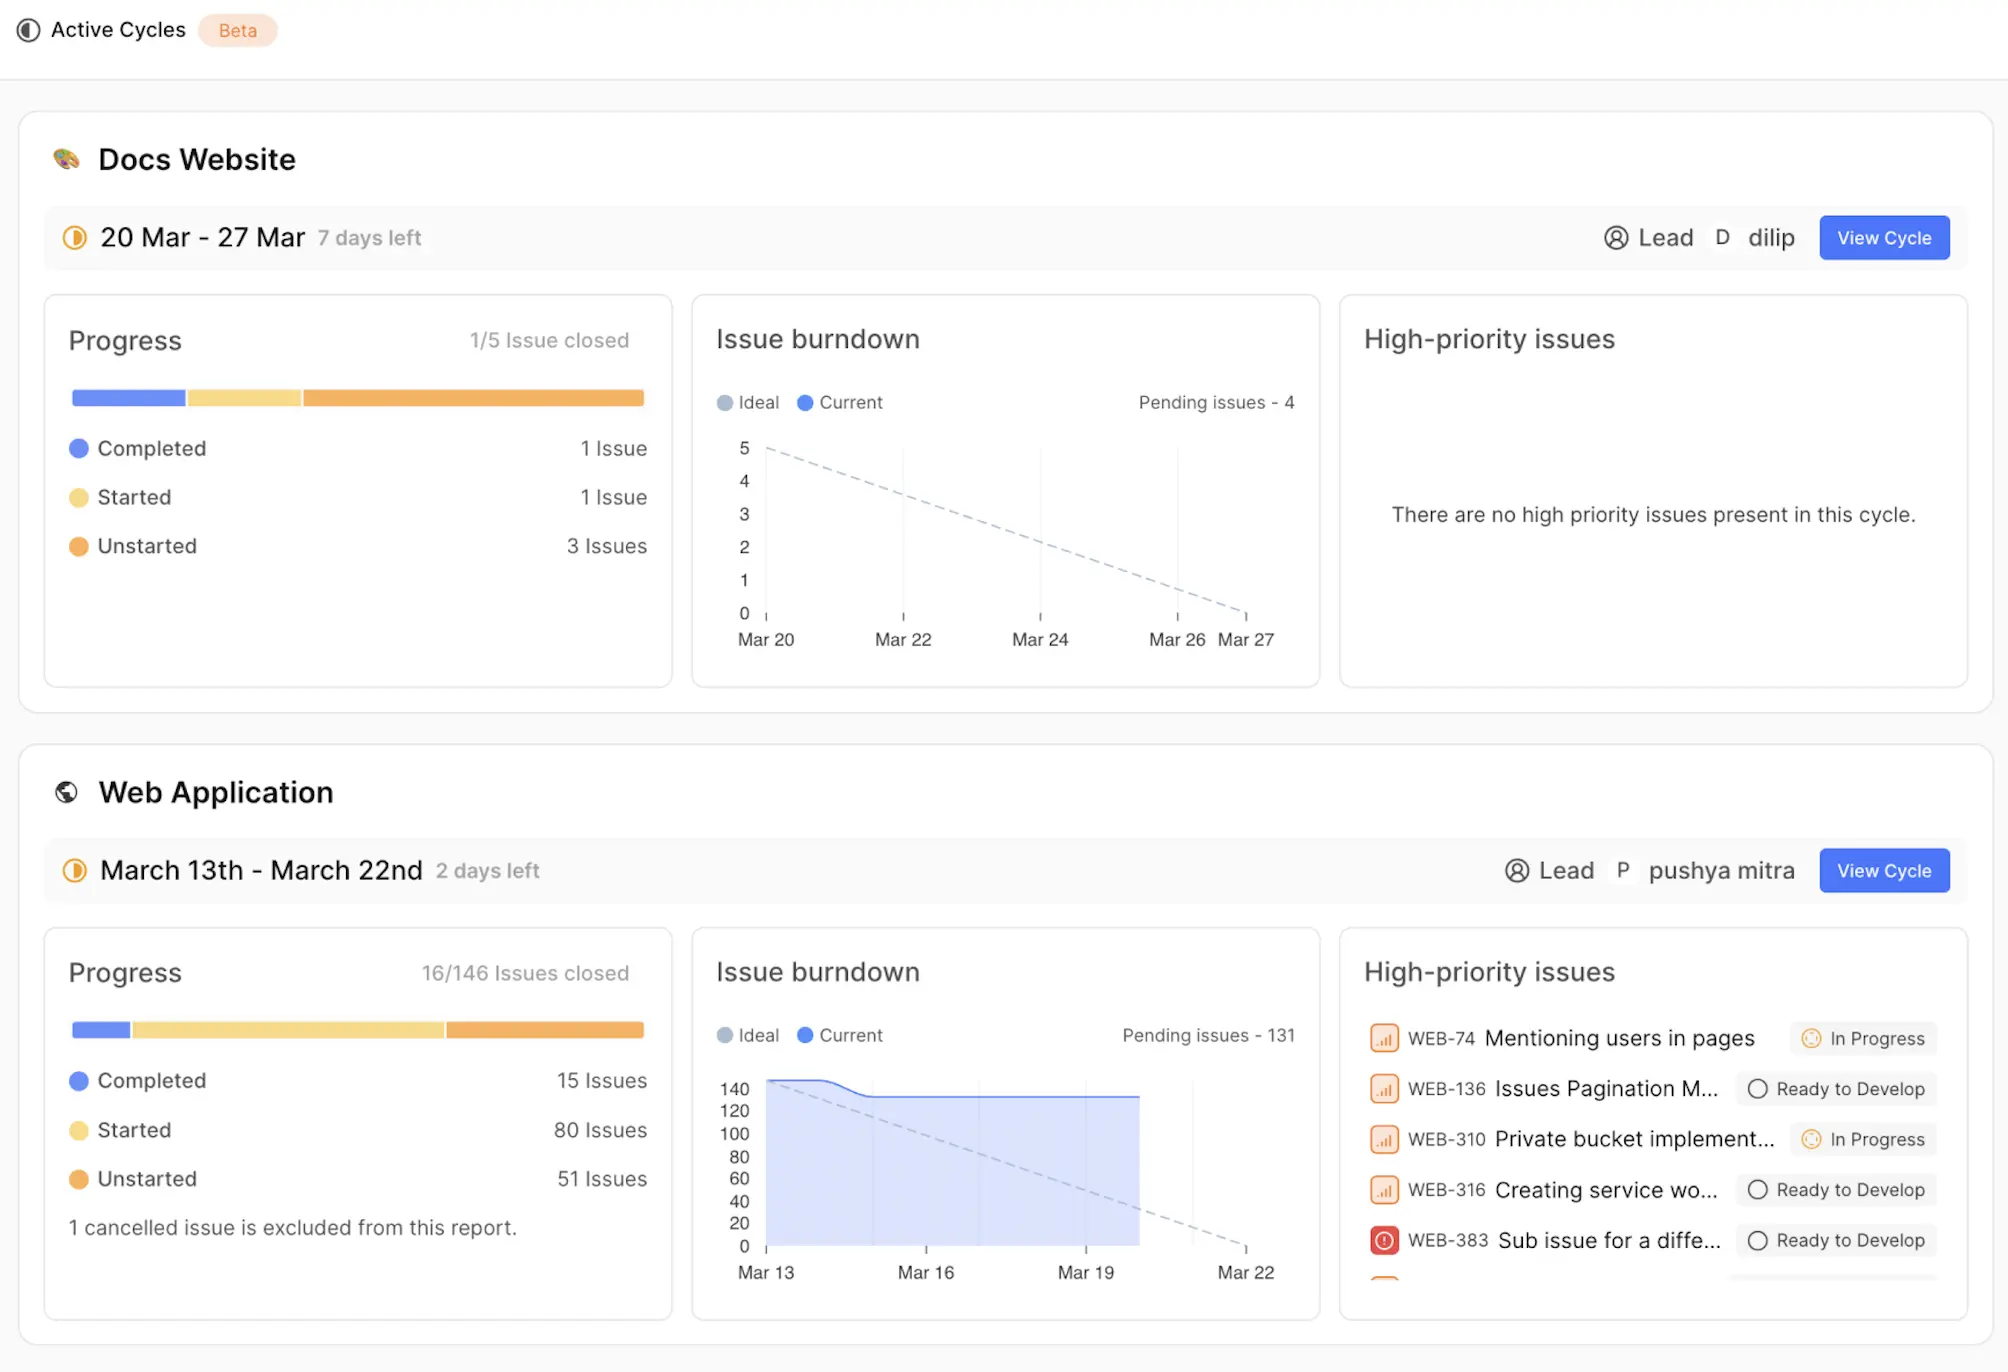 Active Cycles Beta
Docs Website
20 Mar - 27 Mar 7 days left Lead D dilip View Cycle
Progress 1/5 Issue closed
Completed 1 Issue
Started 1 Issue
Unstarted 3 Issues
Issue burndown
Ideal Current Pending issues - 4
5
4
3
2
1
0
Mar 20 Mar 22 Mar 24 Mar 26 Mar 27
High-priority issues
There are no high priority issues present in this cycle.
Web Application
March 13th - March 22nd 2 days left Lead P pushya mitra View Cycle
Progress 16/146 Issues closed
Completed 15 Issues
Started 80 Issues
Unstarted 51 Issues
1 cancelled issue is excluded from this report.
Issue burndown
Ideal Current Pending issues - 131
140
120
100
80
60
40
20
0
Mar 13 Mar 16 Mar 19 Mar 22
High-priority issues
WEB-74 Mentioning users in pages In Progress
WEB-136 Issues Pagination M... Ready to Develop
WEB-310 Private bucket implement... In Progress
WEB-316 Creating service wo... Ready to Develop
WEB-383 Sub issue for a diffe... Ready to Develop